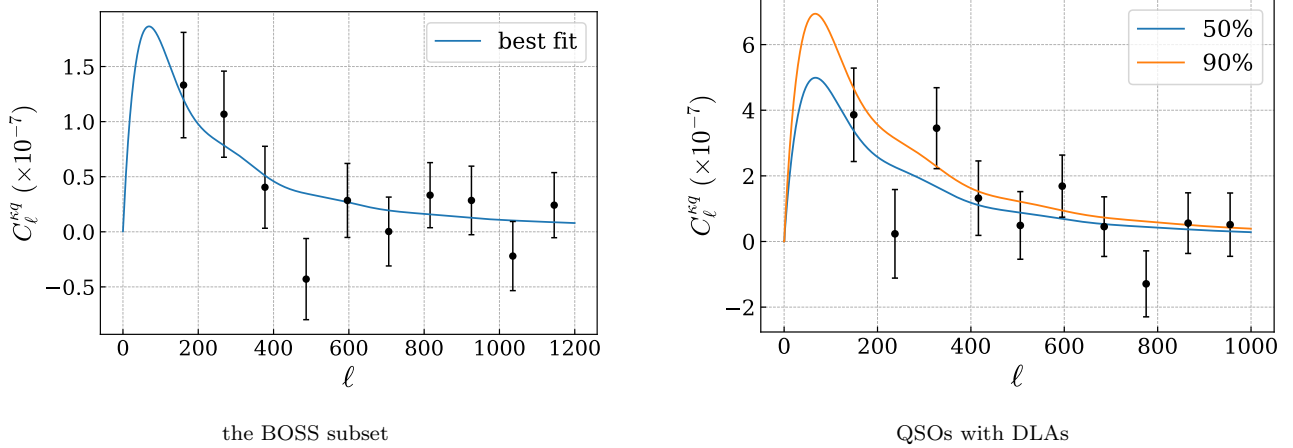 best fit
1.5
1.0
0.5
0.0
−0.5
C_ℓ^{κq} (×10^{−7})
0 200 400 600 800 1000 1200
ℓ
the BOSS subset
50%
90%
6
4
2
0
−2
C_ℓ^{κq} (×10^{−7})
0 200 400 600 800 1000
ℓ
QSOs with DLAs